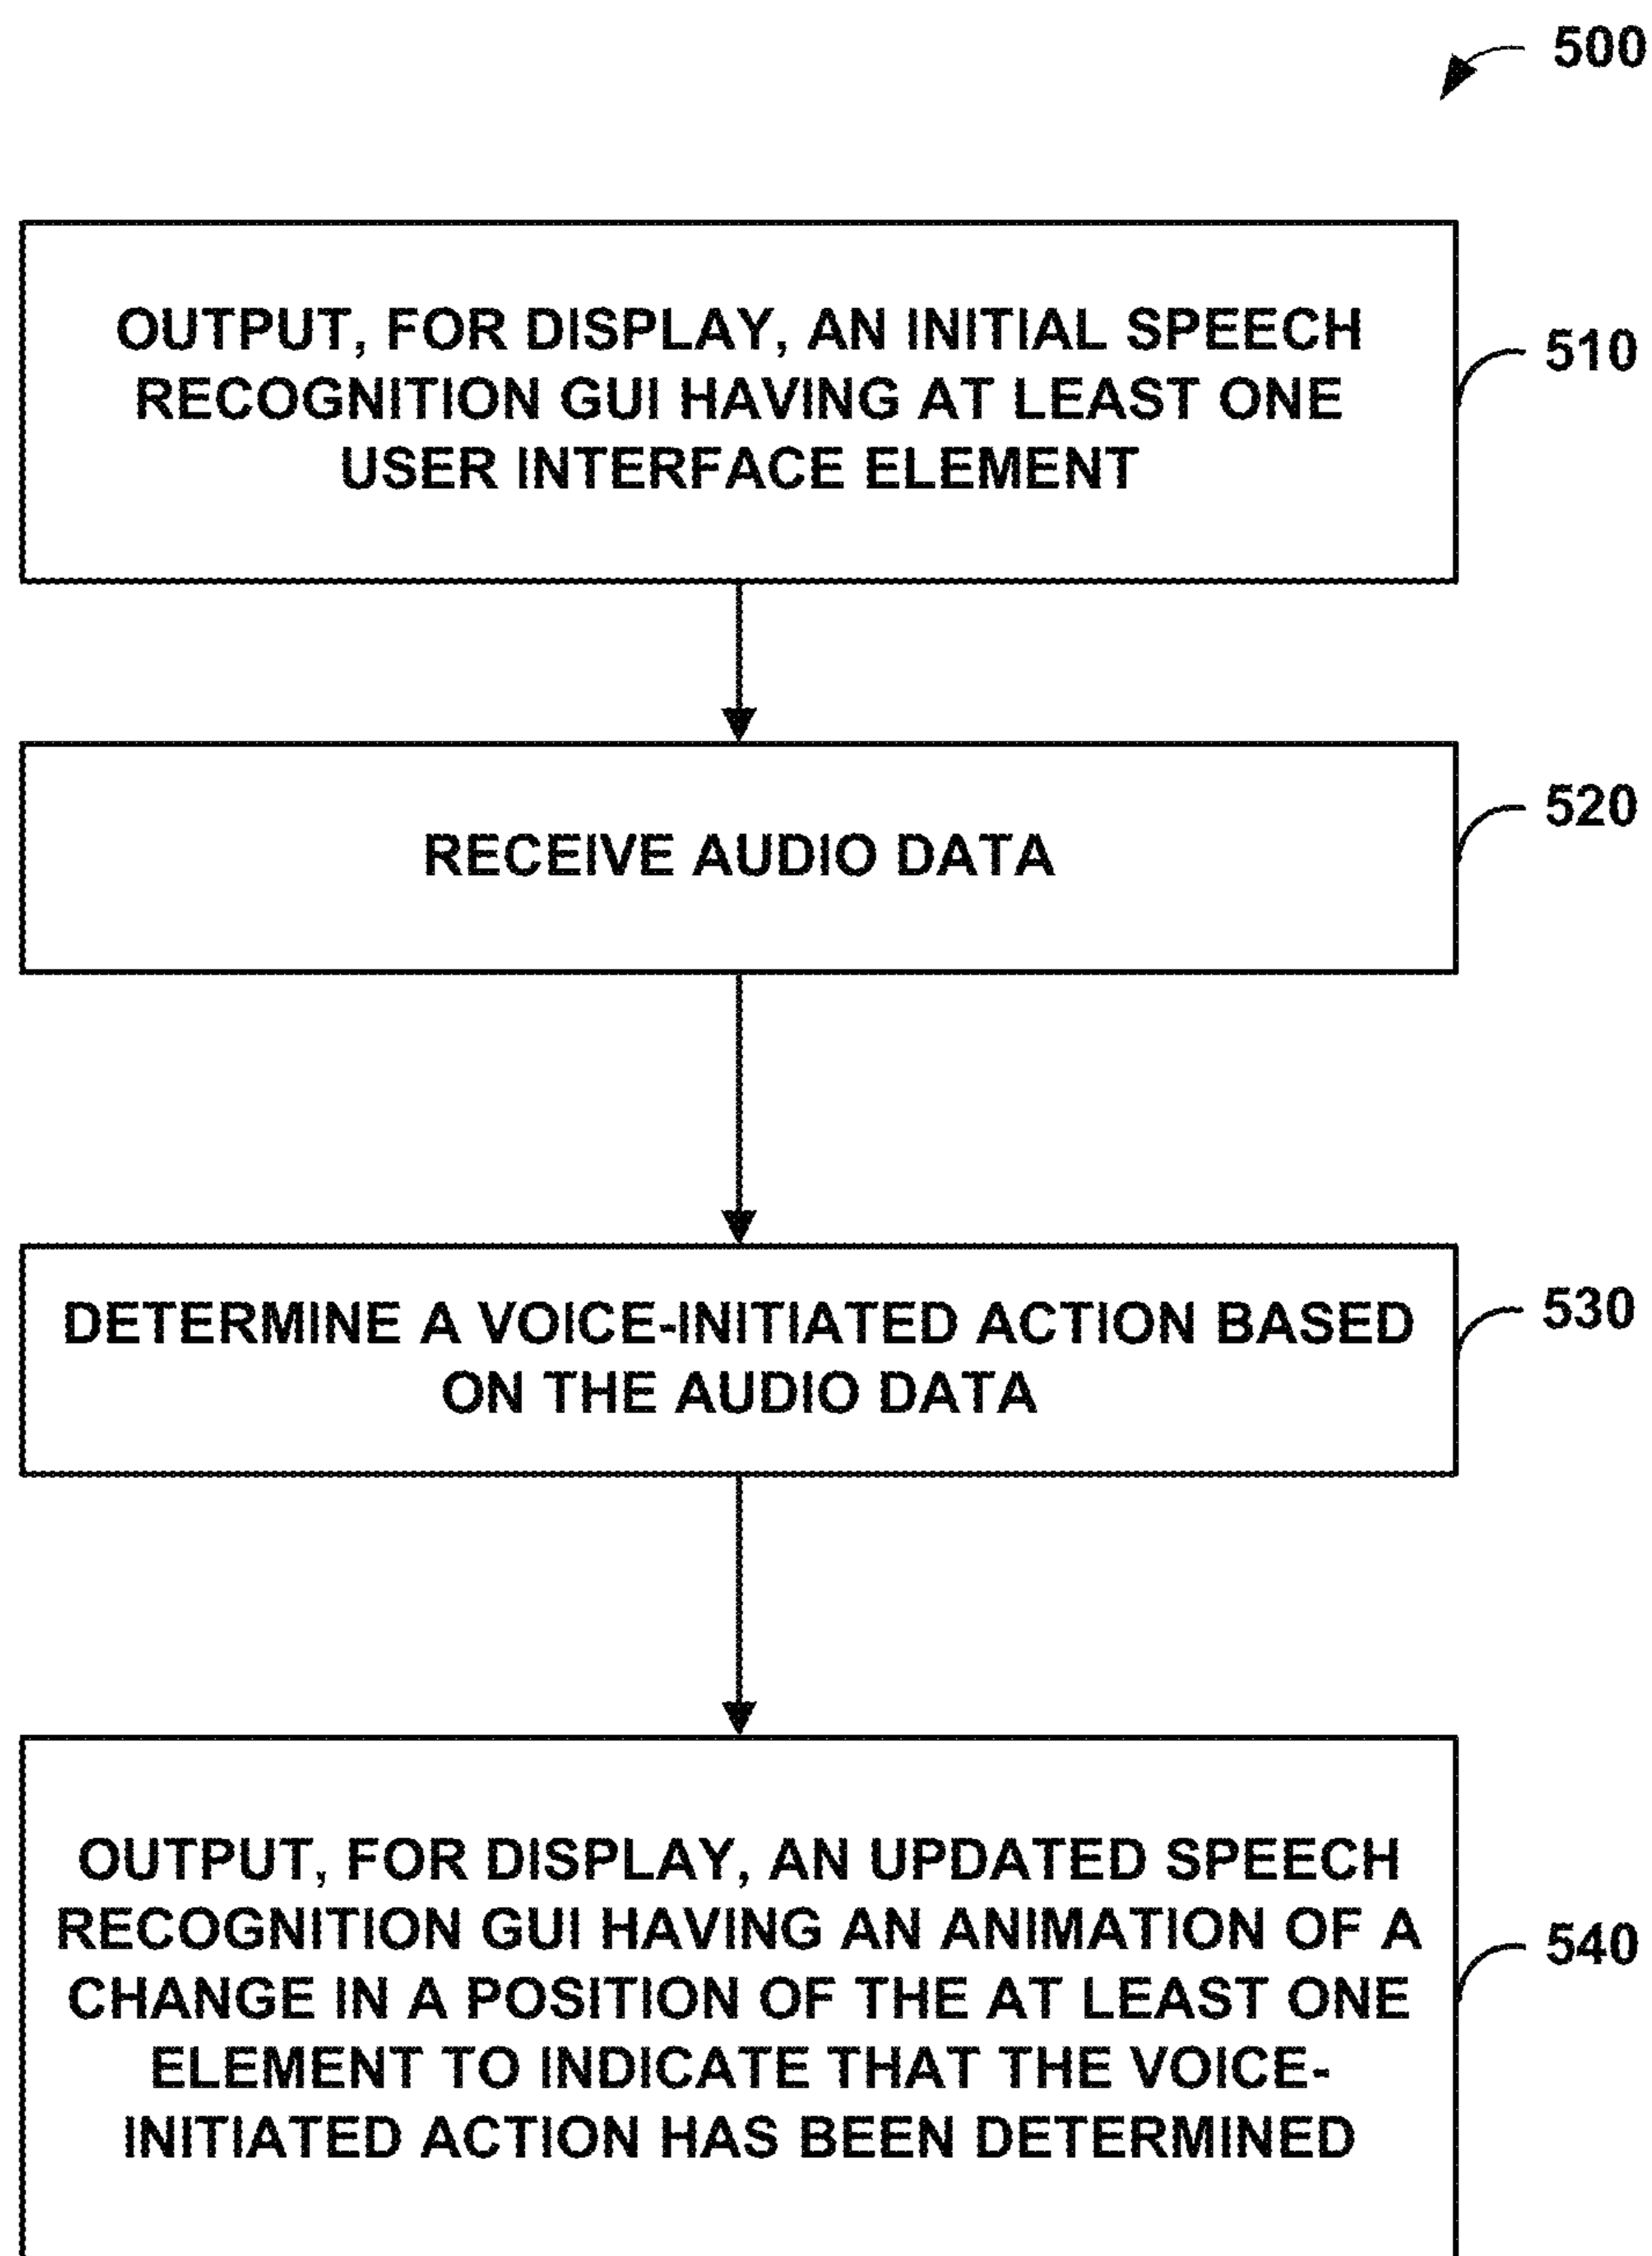 500
OUTPUT, FOR DISPLAY, AN INITIAL SPEECH
RECOGNITION GUI HAVING AT LEAST ONE
USER INTERFACE ELEMENT
510
RECEIVE AUDIO DATA
520
DETERMINE A VOICE-INITIATED ACTION BASED
ON THE AUDIO DATA
530
OUTPUT, FOR DISPLAY, AN UPDATED SPEECH
RECOGNITION GUI HAVING AN ANIMATION OF A
CHANGE IN A POSITION OF THE AT LEAST ONE
ELEMENT TO INDICATE THAT THE VOICE-
INITIATED ACTION HAS BEEN DETERMINED
540